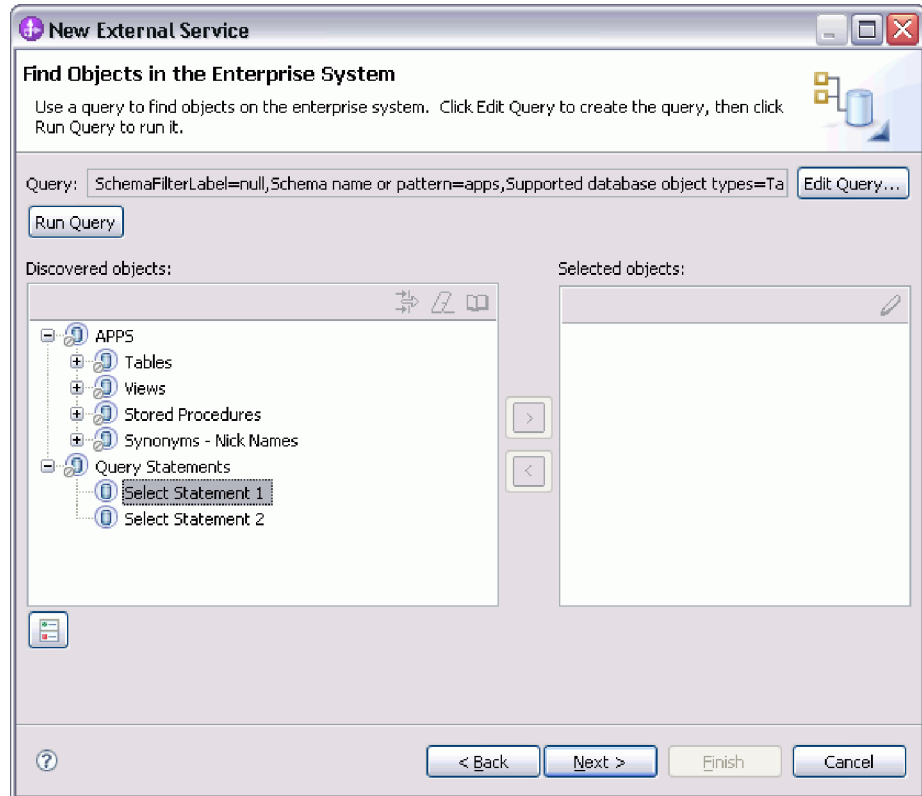 New External Service
Find Objects in the Enterprise System
Use a query to find objects on the enterprise system.  Click Edit Query to create the query, then click
Run Query to run it.
Query: SchemaFilterLabel=null,Schema name or pattern=apps,Supported database object types=Ta Edit Query...
Run Query
Discovered objects:
Selected objects:
APPS
Tables
Views
Stored Procedures
Synonyms - Nick Names
Query Statements
Select Statement 1
Select Statement 2
>
<
< Back Next > Finish Cancel